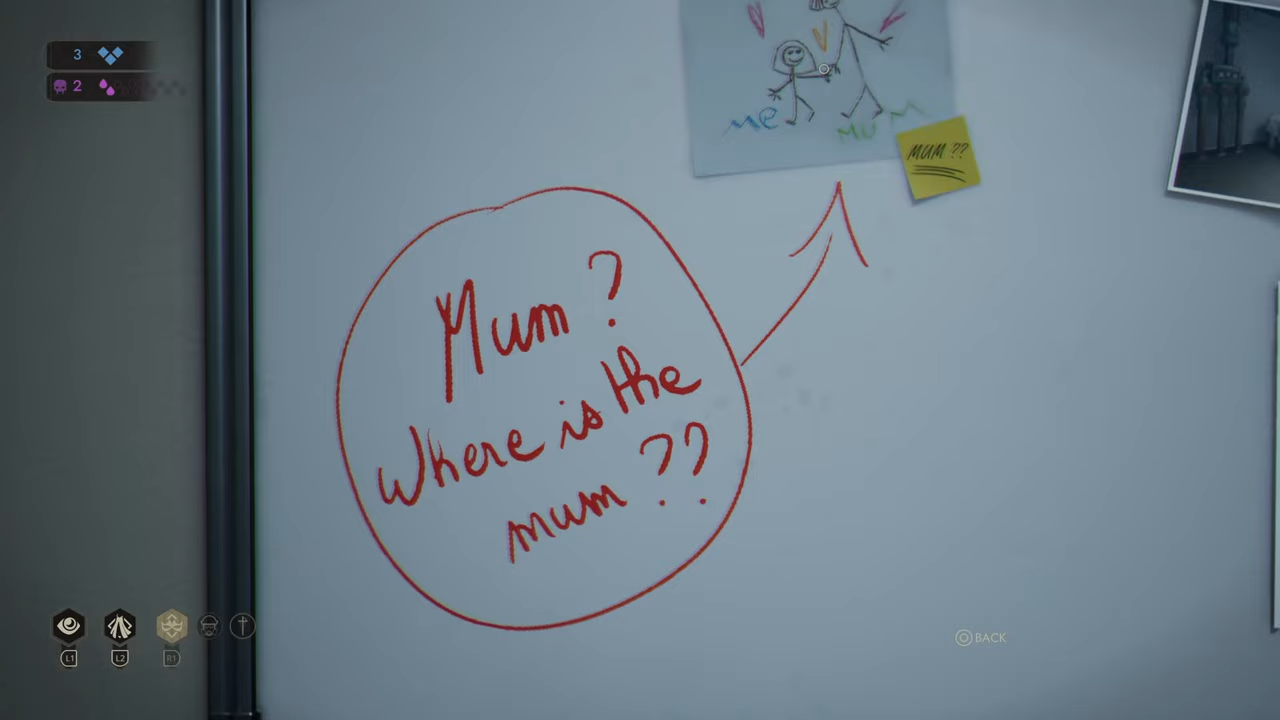 3
2
Me
MUM
MUM ??
Mum ?
Where is the
mum ??
L1
L2
R1
BACK